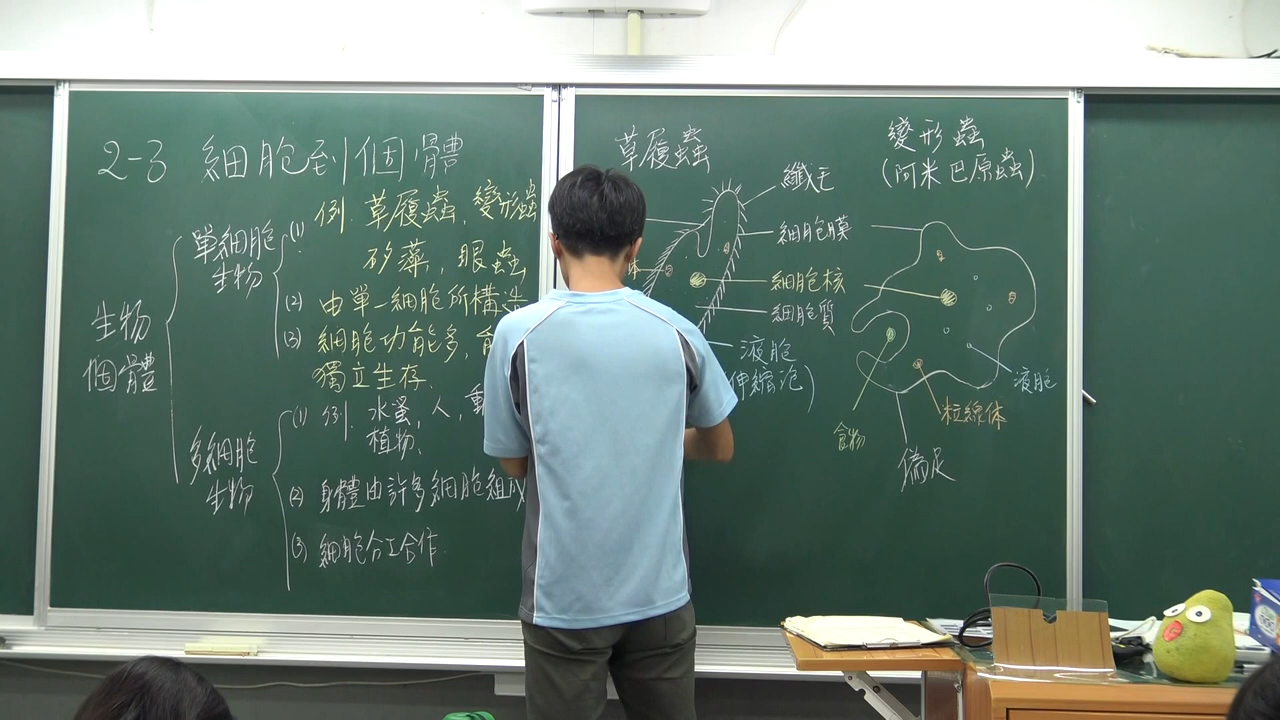 2-3 細胞到個體
生物
個體
單細胞
生物
(1) 例. 草履蟲, 變形蟲
矽藻, 眼蟲
(2) 由單一細胞所構造
(3) 細胞功能多,
獨立生存.
多細胞
生物
(1) 例. 水蚤, 人,
植物.
(2) 身體由許多細胞組成
(3) 細胞分工合作.
草履蟲
纖毛
細胞膜
細胞核
細胞質
液胞
伸縮泡)
變形蟲
(阿米巴原蟲)
液胞
粒線体
食物
偽足